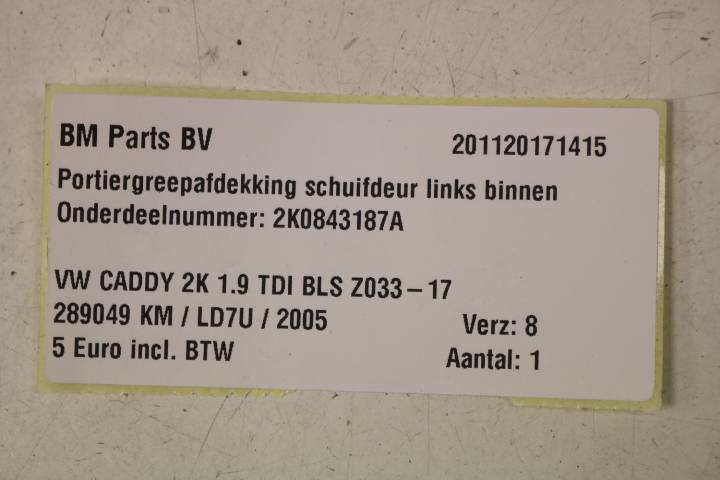 BM Parts BV 201120171415
Portiergreepafdekking schuifdeur links binnen
Onderdeelnummer: 2K0843187A
VW CADDY 2K 1.9 TDI BLS Z033-17
289049 KM / LD7U / 2005 Verz: 8
5 Euro incl. BTW Aantal: 1